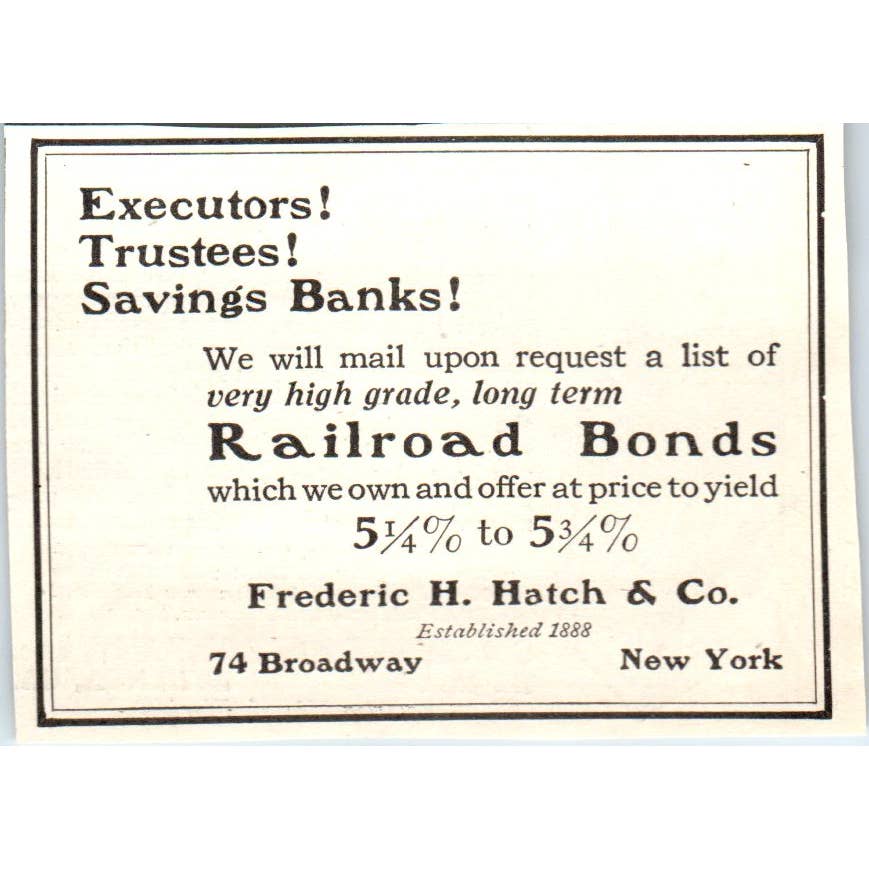 Executors!
Trustees!
Savings Banks!
We will mail upon request a list of
very high grade, long term
Railroad Bonds
which we own and offer at price to yield
5¼% to 5¾%
Frederic H. Hatch & Co.
Established 1888
74 Broadway New York